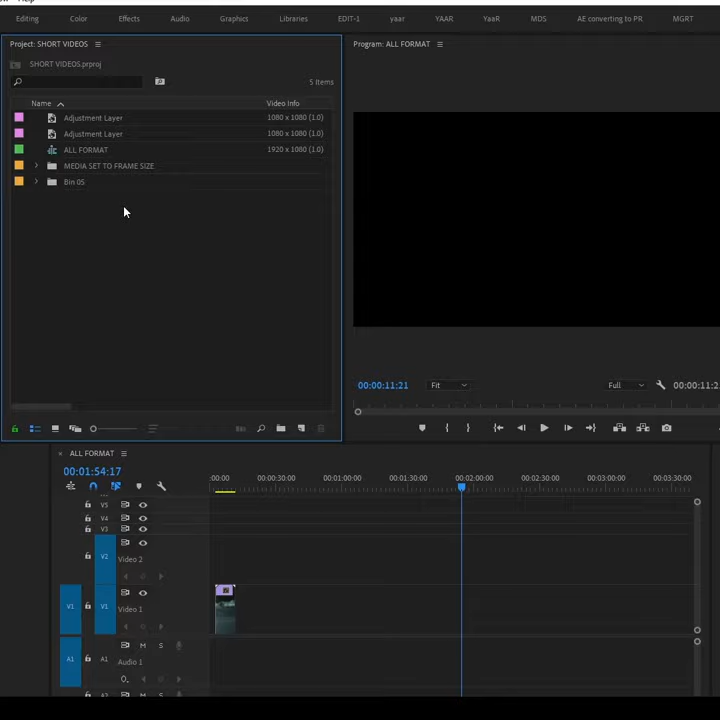 Editing Color Effects Audio Graphics Libraries EDIT-1 yaar YAAR YaaR MDS AE converting to PR MGRT
Project: SHORT VIDEOS
Program: ALL FORMAT
SHORT VIDEOS.prproj
5 Items
Name Video Info
Adjustment Layer 1080 x 1080 (1.0)
Adjustment Layer 1080 x 1080 (1.0)
ALL FORMAT 1920 x 1080 (1.0)
MEDIA SET TO FRAME SIZE
Bin 05
00:00:11:21 Fit Full 00:00:11:2
ALL FORMAT
00:01:54:17
:00:00 00:00:30:00 00:01:00:00 00:01:30:00 00:02:00:00 00:02:30:00 00:03:00:00 00:03:30:00
V5
V4
V3
V2 Video 2
V1 V1 Video 1
M S
A1 A1 Audio 1
M S